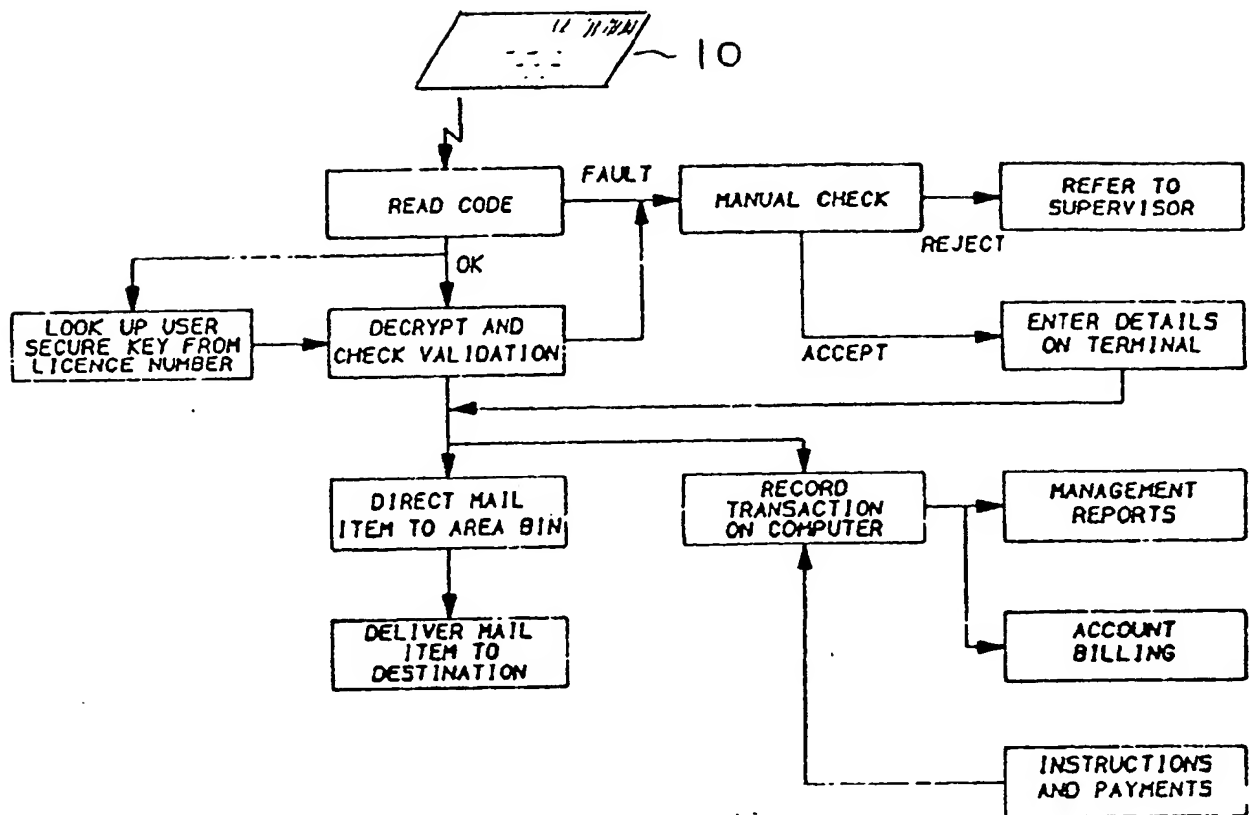 10
READ CODE
FAULT
MANUAL CHECK
REFER TO
SUPERVISOR
REJECT
OK
LOOK UP USER
SECURE KEY FROM
LICENCE NUMBER
DECRYPT AND
CHECK VALIDATION
ACCEPT
ENTER DETAILS
ON TERMINAL
DIRECT MAIL
ITEM TO AREA BIN
RECORD
TRANSACTION
ON COMPUTER
MANAGEMENT
REPORTS
DELIVER MAIL
ITEM TO
DESTINATION
ACCOUNT
BILLING
INSTRUCTIONS
AND PAYMENTS